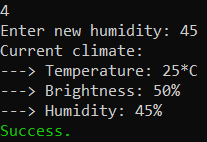 4
Enter new humidity: 45
Current climate:
---> Temperature: 25*C
---> Brightness: 50%
---> Humidity: 45%
Success.